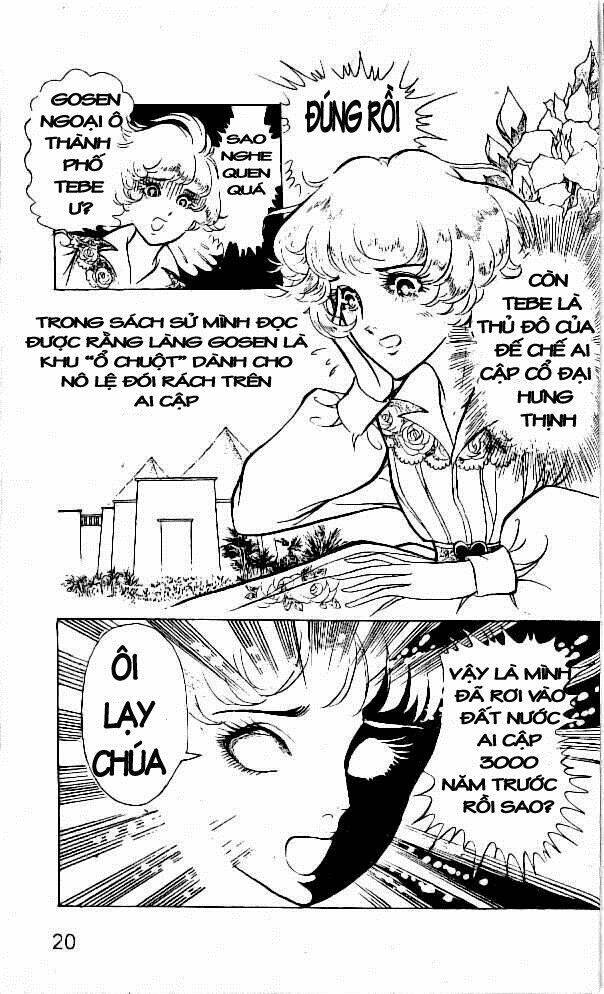 GOSEN
NGOẠI Ô
THÀNH
PHỐ
TEBE
Ư?
SAO
NGHE
QUEN
QUÁ
ĐÚNG RỒI
CÒN
TEBE LÀ
THỦ ĐÔ CỦA
ĐẾ CHẾ AI
CẬP CỔ ĐẠI
HƯNG
THỊNH
TRONG SÁCH SỬ MÌNH ĐỌC
ĐƯỢC RẰNG LÀNG GOSEN LÀ
KHU "Ổ CHUỘT" DÀNH CHO
NÔ LỆ ĐÓI RÁCH TRÊN
AI CẬP
ÔI
LẠY
CHÚA
VẬY LÀ MÌNH
ĐÃ RƠI VÀO
ĐẤT NƯỚC
AI CẬP
3000
NĂM TRƯỚC
RỒI SAO?
20